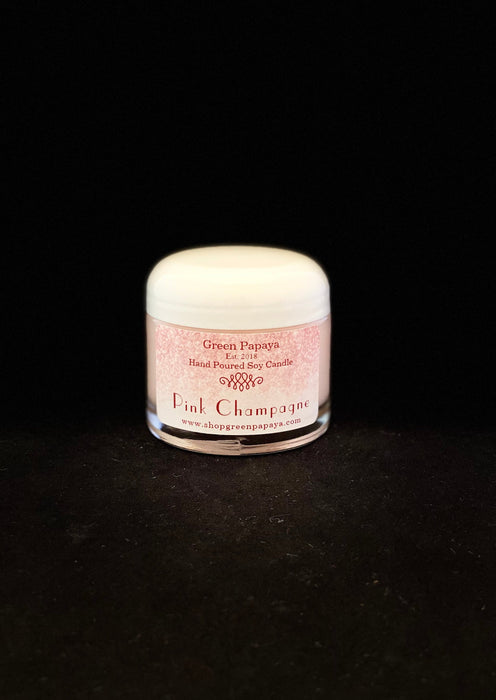 Green Papaya
Est. 2018
Hand Poured Soy Candle
Pink Champagne
www.shopgreenpapaya.com